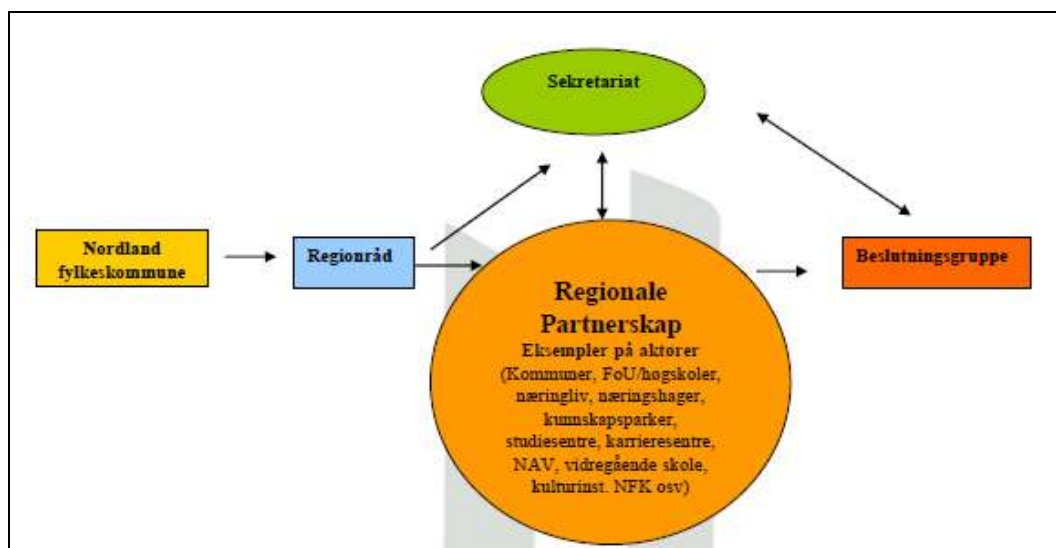 Sekretariat
Nordland
fylkeskommune
Regionråd
Beslutningsgruppe
Regionale
Partnerskap
Eksempler på aktører
(Kommuner, FoU/høgskoler,
næringliv, næringshager,
kunnskapsparker,
studiesentre, karrieresentre,
NAV, vidregående skole,
kulturinst. NFK osv)